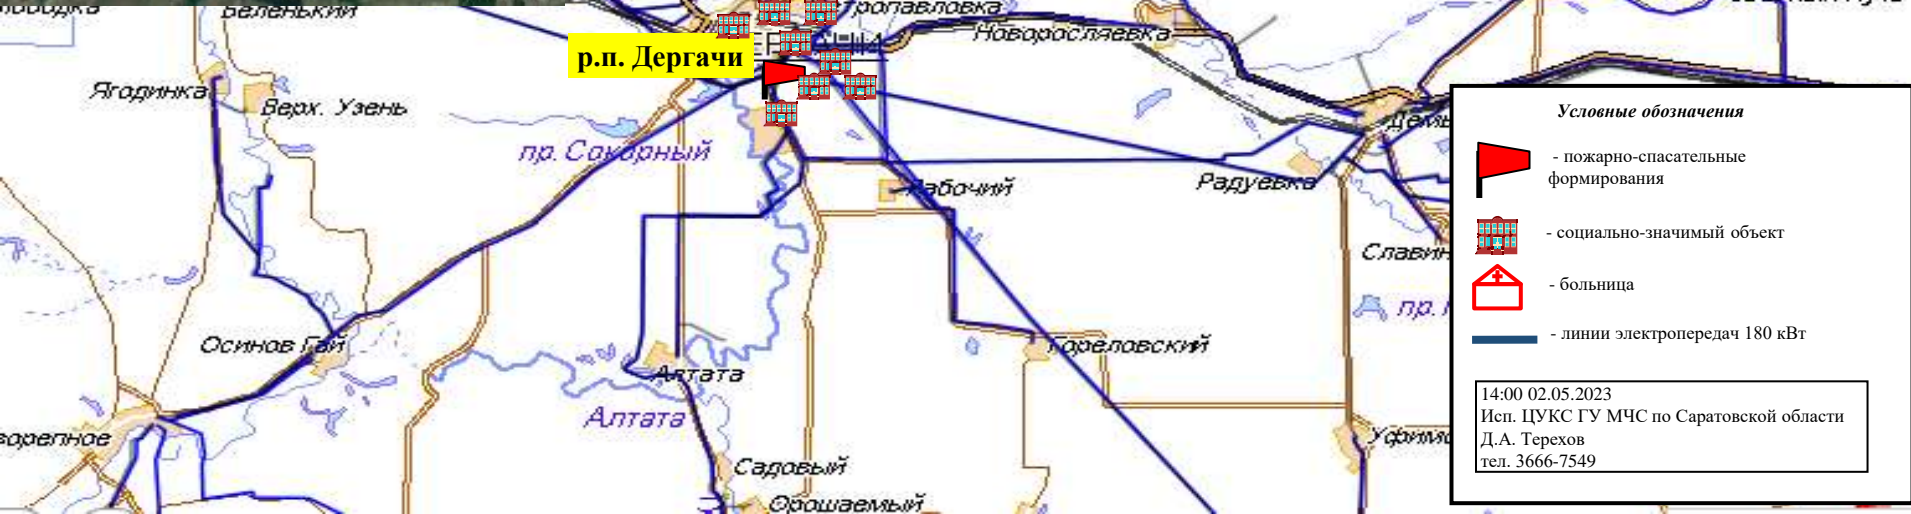 Беленький
Новоросляевка
р.п. Дергачи
Ягодинка
Верх. Узень
пр. Сокорный
Рабочий
Радуевка
Осинов Гай
Алтата
Алтата
Гореловский
Садовый
Орошаемый
Условные обозначения
- пожарно-спасательные
формирования
- социально-значимый объект
- больница
- линии электропередач 180 кВт
14:00 02.05.2023
Исп. ЦУКС ГУ МЧС по Саратовской области
Д.А. Терехов
тел. 3666-7549